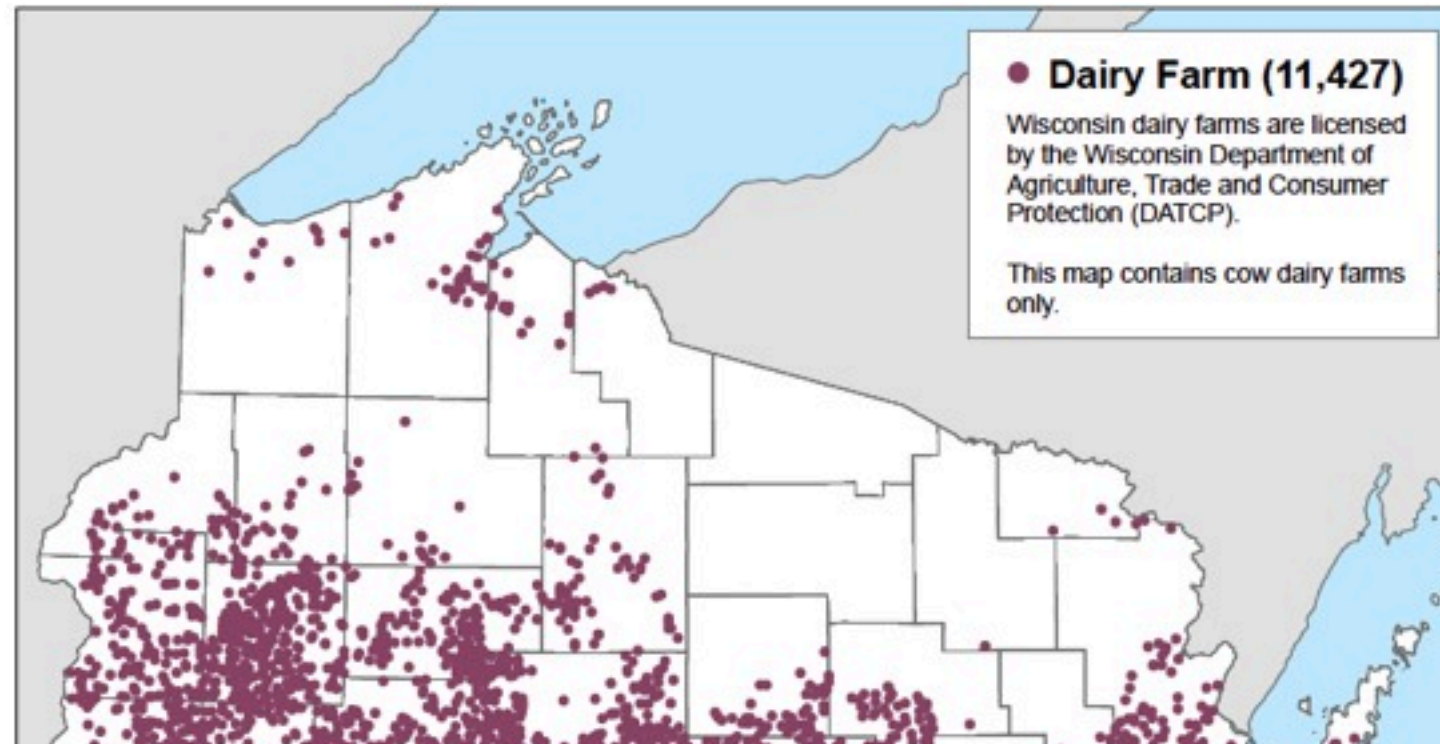 Dairy Farm (11,427)
Wisconsin dairy farms are licensed
by the Wisconsin Department of
Agriculture, Trade and Consumer
Protection (DATCP).
This map contains cow dairy farms
only.